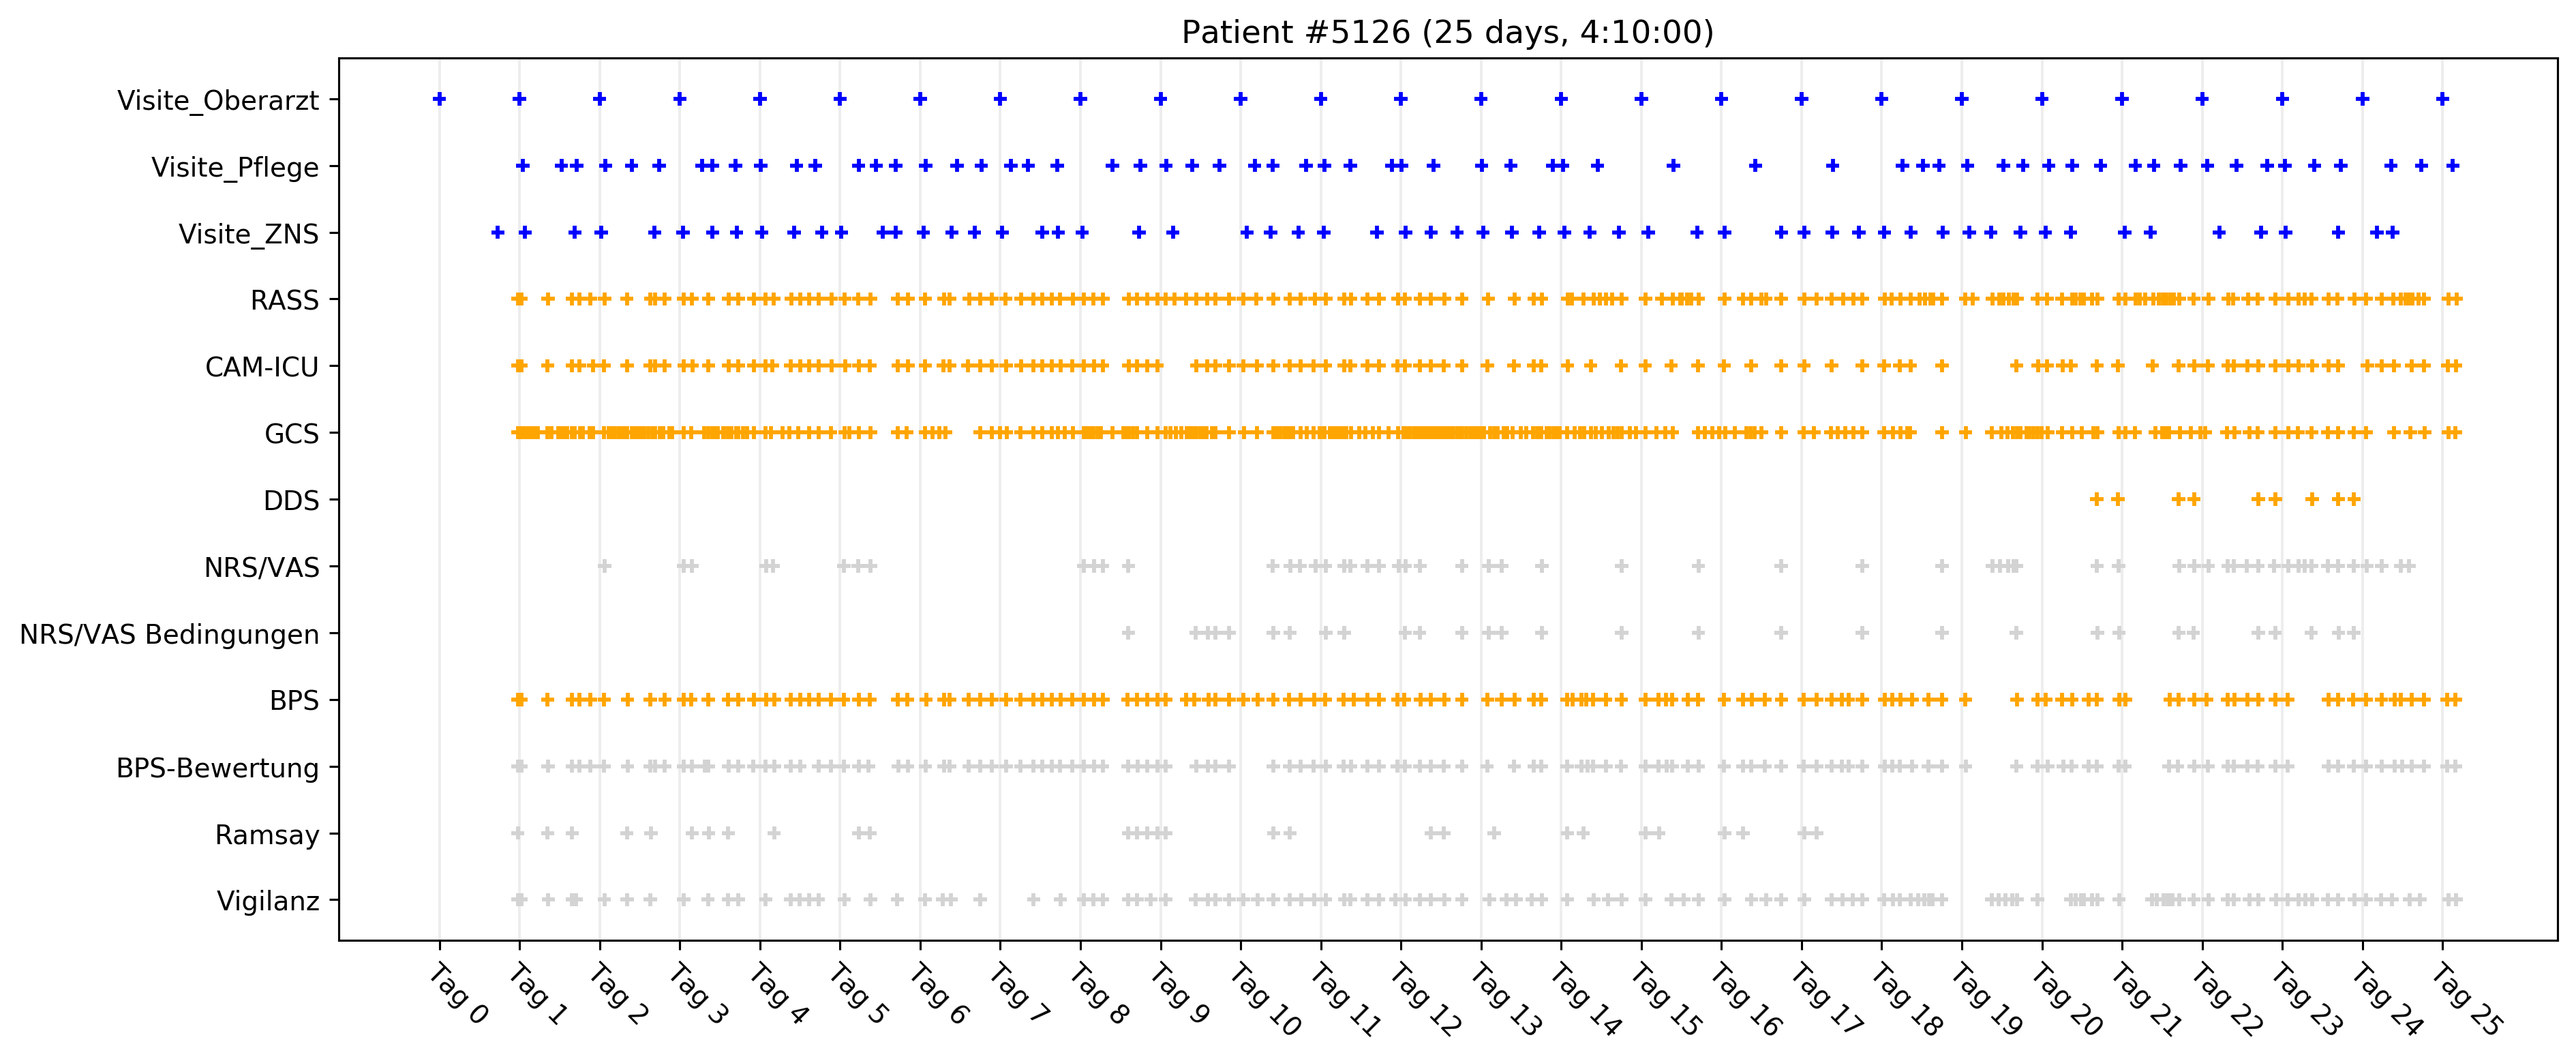 Patient #5126 (25 days, 4:10:00)
Visite_Oberarzt
Visite_Pflege
Visite_ZNS
RASS
CAM-ICU
GCS
DDS
NRS/VAS
NRS/VAS Bedingungen
BPS
BPS-Bewertung
Ramsay
Vigilanz
Tag 0
Tag 1
Tag 2
Tag 3
Tag 4
Tag 5
Tag 6
Tag 7
Tag 8
Tag 9
Tag 10
Tag 11
Tag 12
Tag 13
Tag 14
Tag 15
Tag 16
Tag 17
Tag 18
Tag 19
Tag 20
Tag 21
Tag 22
Tag 23
Tag 24
Tag 25